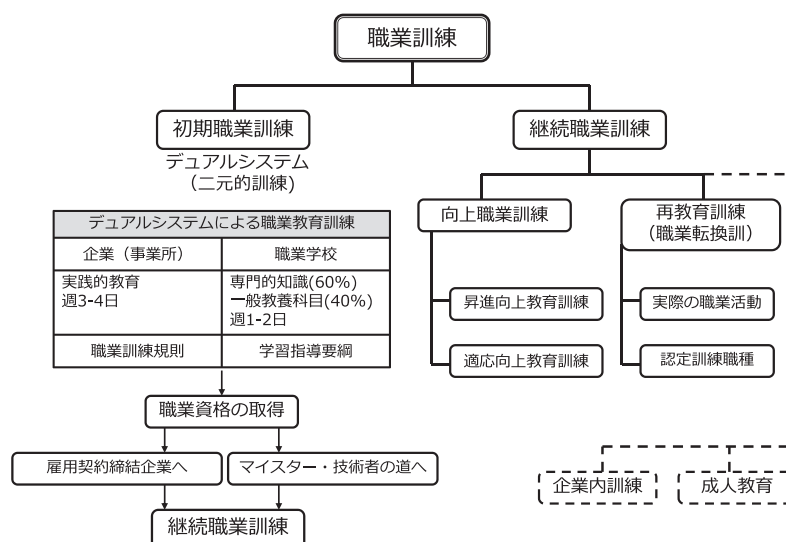 職業訓練
初期職業訓練
継続職業訓練
デュアルシステム
（二元的訓練)
デュアルシステムによる職業教育訓練
企業（事業所）
職業学校
実践的教育
週3-4日
専門的知識(60%)
一般教養科目(40%)
週1-2日
職業訓練規則
学習指導要綱
向上職業訓練
再教育訓練
（職業転換訓）
昇進向上教育訓練
実際の職業活動
適応向上教育訓練
認定訓練職種
職業資格の取得
雇用契約締結企業へ
マイスター・技術者の道へ
継続職業訓練
企業内訓練
成人教育